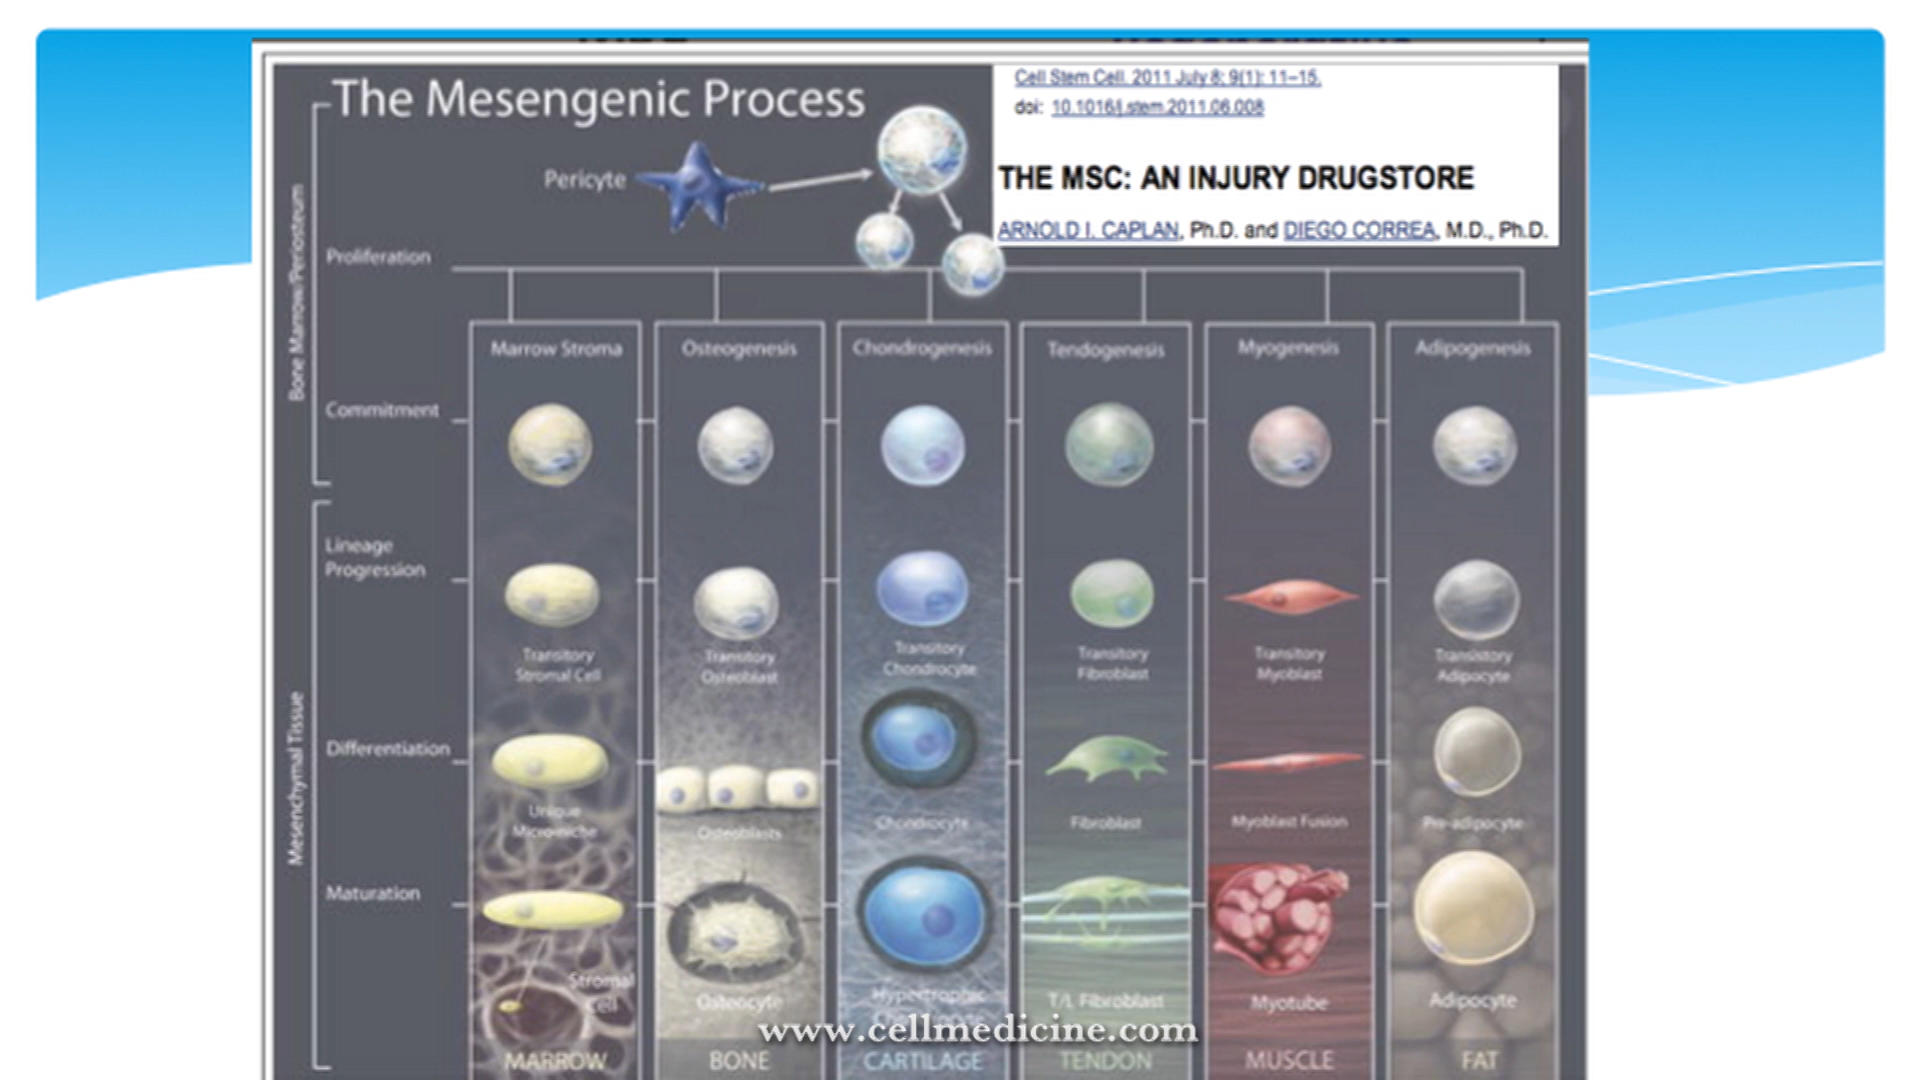 The Mesengenic Process
Cell Stem Cell. 2011 July 8; 9(1): 11–15.
doi: 10.1016/j.stem.2011.06.008
THE MSC: AN INJURY DRUGSTORE
ARNOLD I. CAPLAN, Ph.D. and DIEGO CORREA, M.D., Ph.D.
Pericyte
Bone Marrow/Periosteum
Proliferation
Marrow Stroma
Osteogenesis
Chondrogenesis
Tendogenesis
Myogenesis
Adipogenesis
Commitment
Lineage
Progression
Transitory
Stromal Cell
Transitory
Osteoblast
Transitory
Chondrocyte
Transitory
Fibroblast
Transitory
Myoblast
Transitory
Adipocyte
Mesenchymal Tissue
Differentiation
Unique
Micro-niche
Osteoblasts
Chondrocyte
Fibroblast
Myoblast Fusion
Pre-adipocyte
Maturation
Stromal
Cell
Osteocyte
Hypertrophic
T/L Fibroblast
Myotube
Adipocyte
www.cellmedicine.com
MARROW
BONE
CARTILAGE
TENDON
MUSCLE
FAT